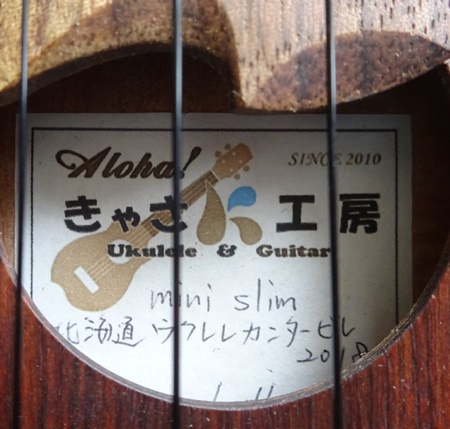 Aloha! SINCE 2010
きゃさ工房
Ukulele & Guitar
mini slim
北海道 ウクレレカンタービレ
2018